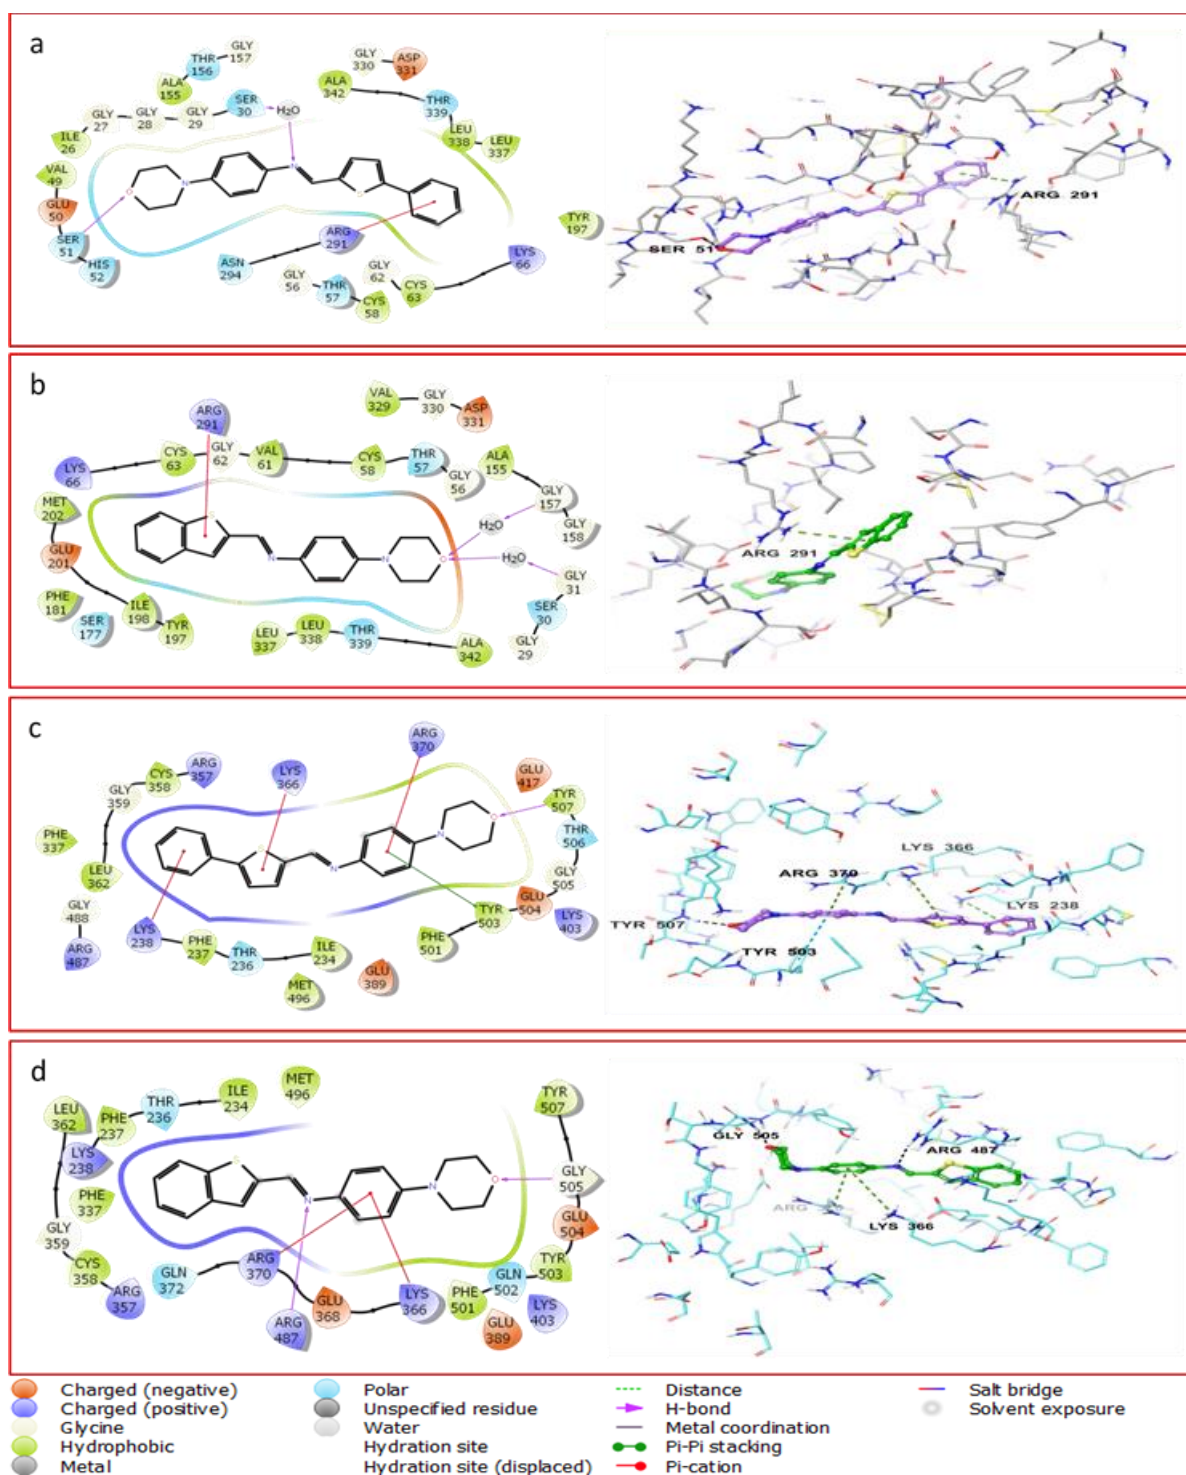 a
GLY
157
THR
156
ALA
155
SER
30
H₂O
GLY
29
GLY
28
GLY
27
ILE
26
VAL
49
GLU
50
SER
51
HIS
52
GLY
330
ASP
331
ALA
342
THR
339
LEU
338
LEU
337
TYR
197
O
N
N
S
ARG
291
ASN
294
GLY
56
THR
57
CYS
58
GLY
62
CYS
63
LYS
66
SER 51
ARG 291
b
ARG
291
VAL
329
GLY
330
ASP
331
LYS
66
CYS
63
GLY
62
VAL
61
CYS
58
THR
57
GLY
56
ALA
155
GLY
157
GLY
158
H₂O
H₂O
GLY
31
SER
30
GLY
29
MET
202
GLU
201
PHE
181
SER
177
ILE
198
TYR
197
LEU
337
LEU
338
THR
339
ALA
342
S
N
N
O
ARG 291
c
ARG
370
ARG
357
CYS
358
GLY
359
PHE
337
LEU
362
GLY
488
ARG
487
LYS
366
GLU
417
TYR
507
THR
506
GLY
505
GLU
504
LYS
403
TYR
503
PHE
501
LYS
238
PHE
237
THR
236
ILE
234
MET
496
GLU
389
S
N
N
O
LYS 366
ARG 370
LYS 238
TYR 507
TYR 503
d
LEU
362
PHE
237
THR
236
ILE
234
MET
496
LYS
238
PHE
337
GLY
359
CYS
358
ARG
357
GLN
372
ARG
370
ARG
487
GLU
368
LYS
366
TYR
507
GLY
505
GLU
504
TYR
503
GLN
502
PHE
501
LYS
403
GLU
389
S
N
N
O
GLY 505
ARG 487
ARG
LYS 366
Charged (negative)
Charged (positive)
Glycine
Hydrophobic
Metal
Polar
Unspecified residue
Water
Hydration site
Hydration site (displaced)
Distance
H-bond
Metal coordination
Pi-Pi stacking
Pi-cation
Salt bridge
Solvent exposure